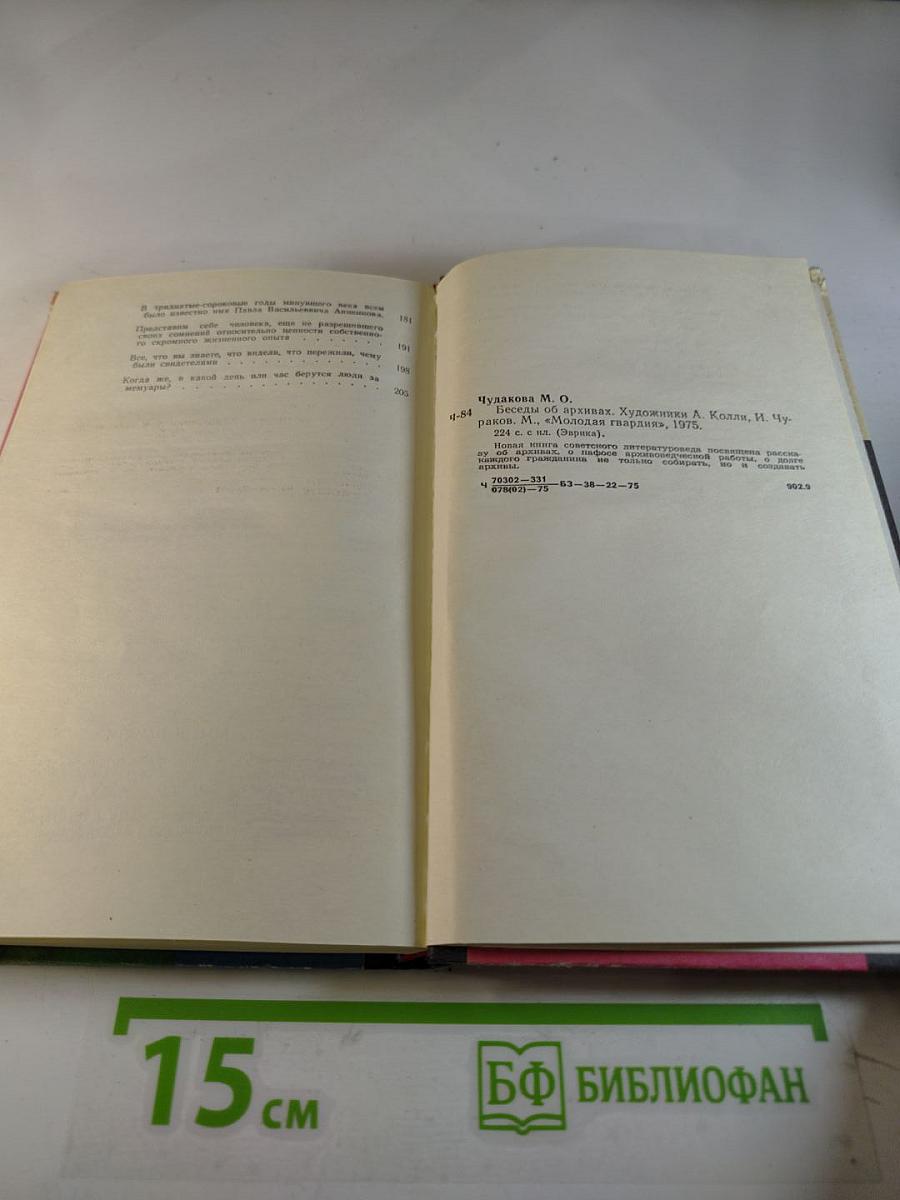 В тридцатые-сороковые годы минувшего века всем
было известно имя Павла Васильевича Анненкова. 181
Представим себе человека, еще не разрешившего
своих сомнений относительно ценности собственно-
го скромного жизненного опыта . . . . . . 191
Все, что вы знаете, что видели, что пережили, чему
были свидетелями . . . . . . . . . . . 198
Когда же, в какой день или час берутся люди за
мемуары? . . . . . . . . . . . . . . 205
Чудакова М. О.
Ч-84 Беседы об архивах. Художники А. Колли, И. Чу-
раков. М., «Молодая гвардия», 1975.
224 с. с ил. (Эврика).
Новая книга советского литературоведа посвящена расска-
зу об архивах, о пафосе архивоведческой работы, о долге
каждого гражданина не только собирать, но и создавать
архивы.
Ч 70302—331
078(02)—75 БЗ—38—22—75 902.9
15 см
БФ БИБЛИОФАН